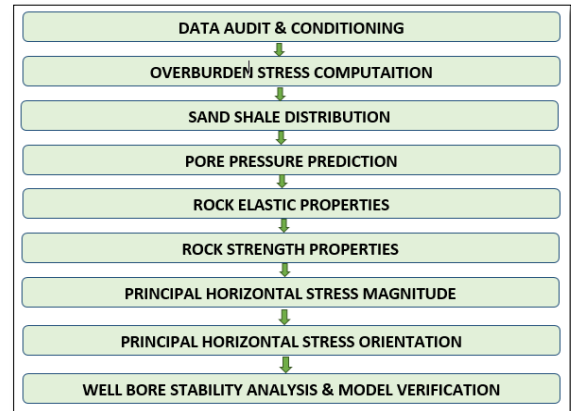 DATA AUDIT & CONDITIONING
OVERBURDEN STRESS COMPUTAITION
SAND SHALE DISTRIBUTION
PORE PRESSURE PREDICTION
ROCK ELASTIC PROPERTIES
ROCK STRENGTH PROPERTIES
PRINCIPAL HORIZONTAL STRESS MAGNITUDE
PRINCIPAL HORIZONTAL STRESS ORIENTATION
WELL BORE STABILITY ANALYSIS & MODEL VERIFICATION